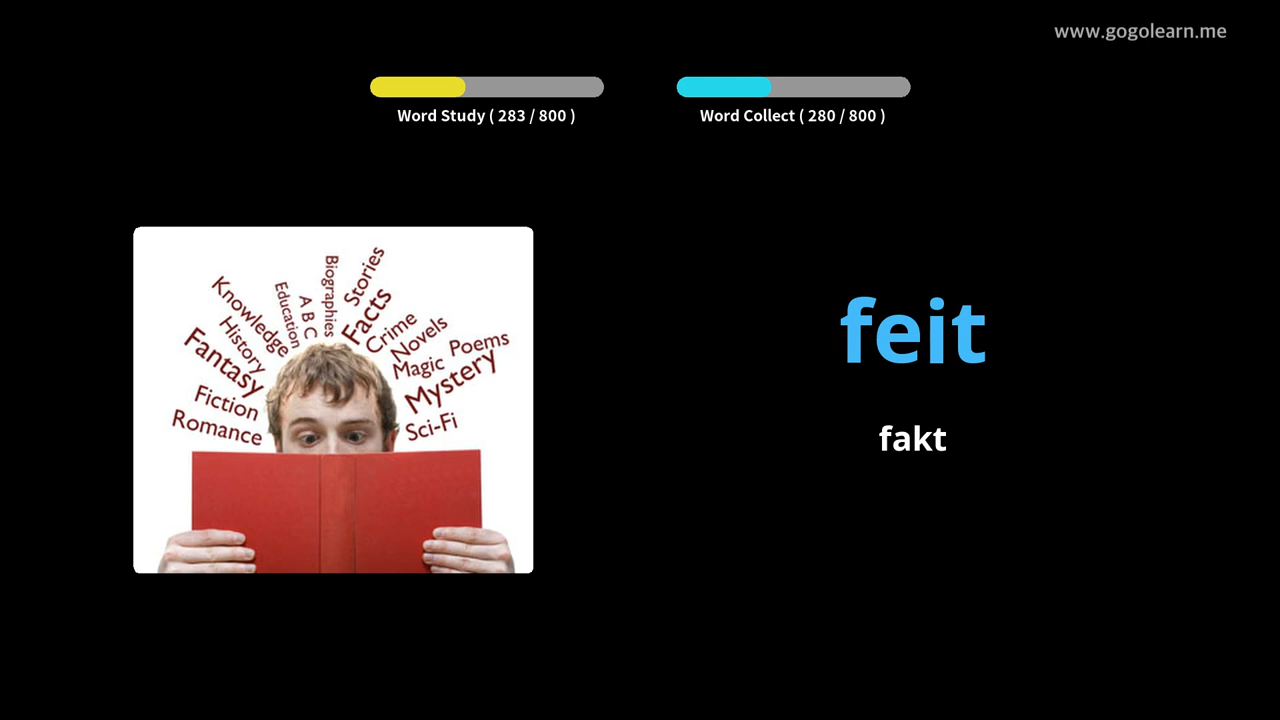 www.gogolearn.me
Word Study ( 283 / 800 )
Word Collect ( 280 / 800 )
Biographies
Stories
Education
A B C
Facts
Knowledge
Crime
History
Novels
Poems
Fantasy
Magic
Mystery
Fiction
Romance
Sci-Fi
feit
fakt